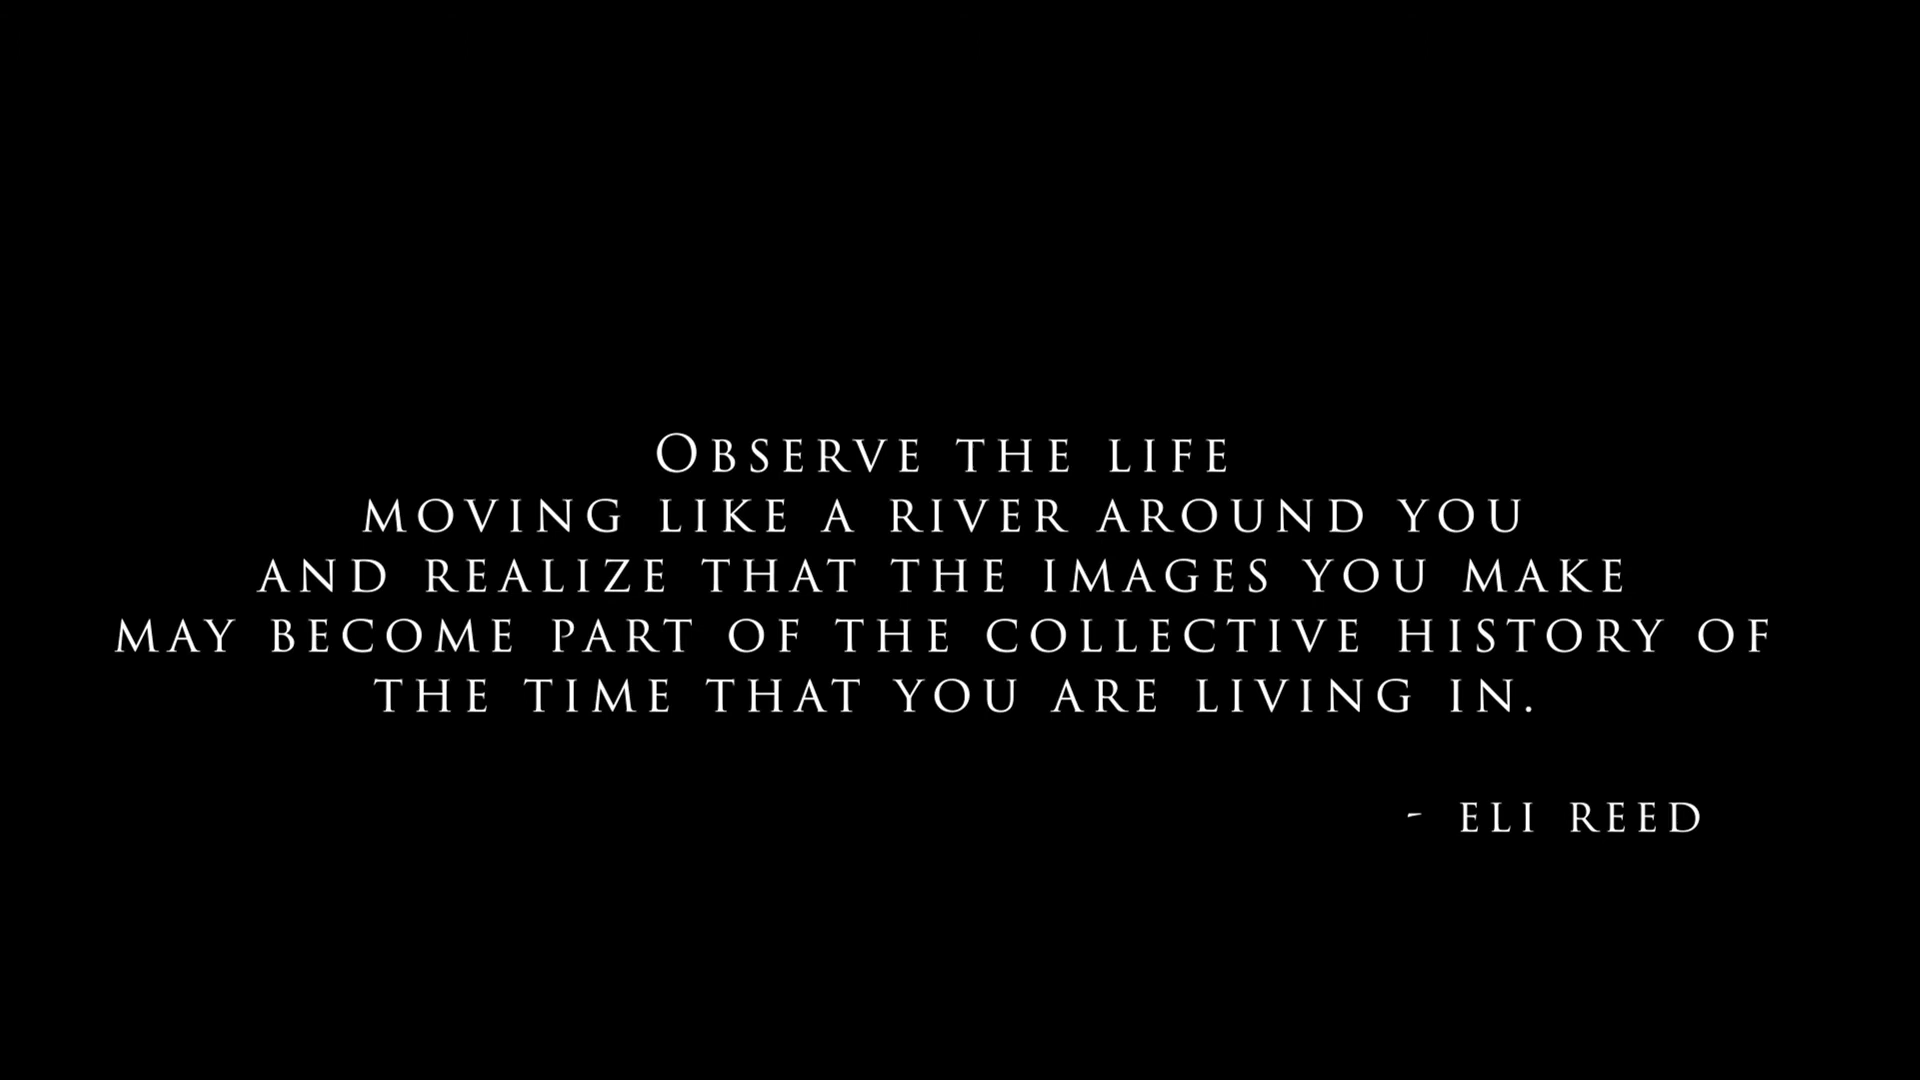 Observe the life
moving like a river around you
and realize that the images you make
may become part of the collective history of
the time that you are living in.
- Eli Reed